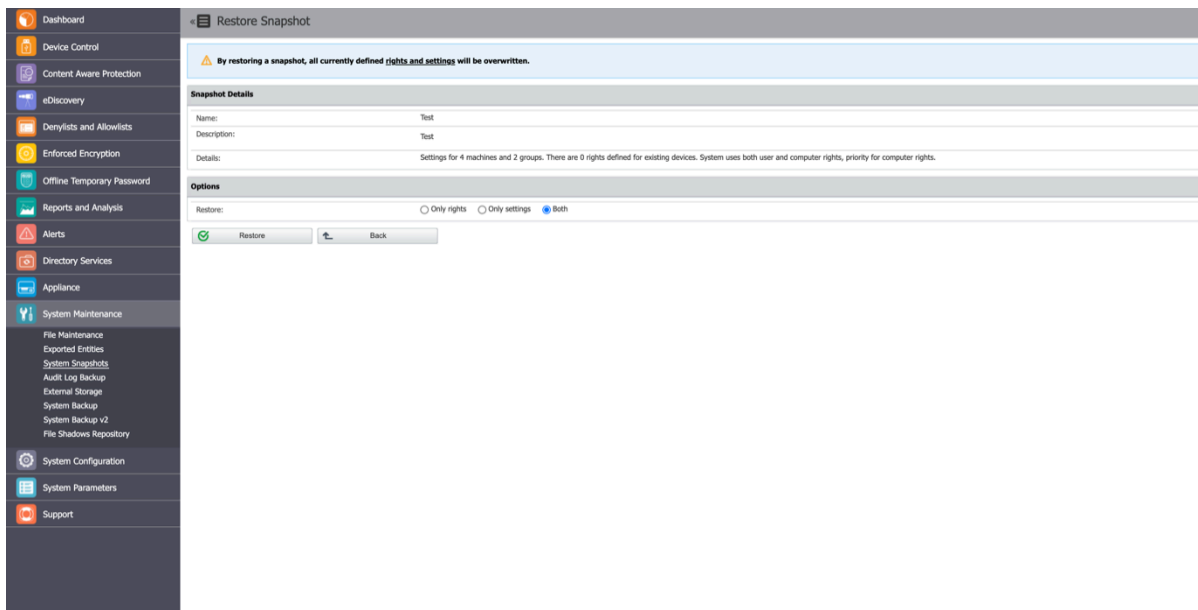 Dashboard
Device Control
Content Aware Protection
eDiscovery
Denylists and Allowlists
Enforced Encryption
Offline Temporary Password
Reports and Analysis
Alerts
Directory Services
Appliance
System Maintenance
File Maintenance
Exported Entities
System Snapshots
Audit Log Backup
External Storage
System Backup
System Backup v2
File Shadows Repository
System Configuration
System Parameters
Support
« Restore Snapshot
By restoring a snapshot, all currently defined rights and settings will be overwritten.
Snapshot Details
Name: Test
Description: Test
Details: Settings for 4 machines and 2 groups. There are 0 rights defined for existing devices. System uses both user and computer rights, priority for computer rights.
Options
Restore: Only rights Only settings Both
Restore Back